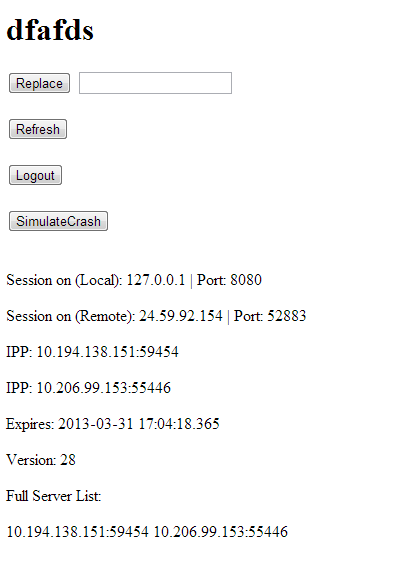 dfafds
Replace
Refresh
Logout
SimulateCrash
Session on (Local): 127.0.0.1 | Port: 8080
Session on (Remote): 24.59.92.154 | Port: 52883
IPP: 10.194.138.151:59454
IPP: 10.206.99.153:55446
Expires: 2013-03-31 17:04:18.365
Version: 28
Full Server List:
10.194.138.151:59454 10.206.99.153:55446